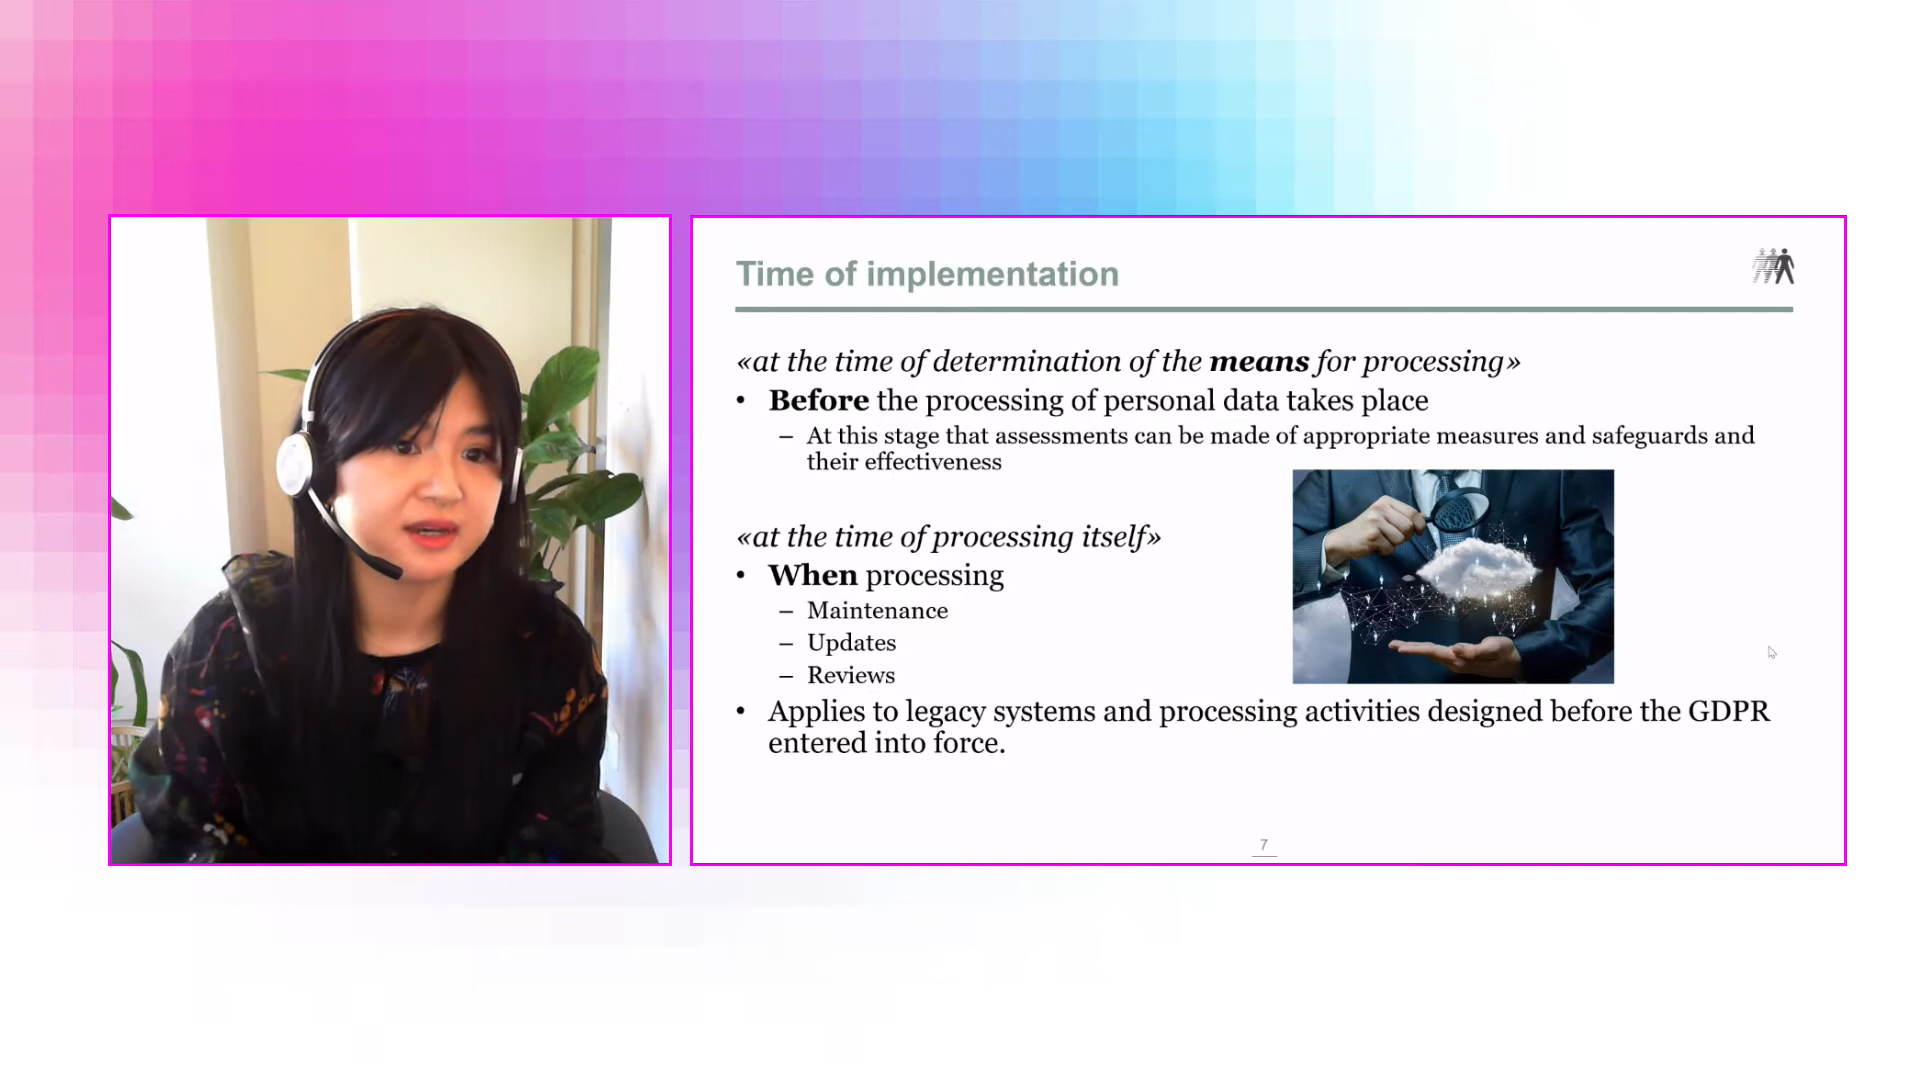 Time of implementation
«at the time of determination of the means for processing»
• Before the processing of personal data takes place
– At this stage that assessments can be made of appropriate measures and safeguards and
their effectiveness
«at the time of processing itself»
• When processing
– Maintenance
– Updates
– Reviews
• Applies to legacy systems and processing activities designed before the GDPR
entered into force.
7